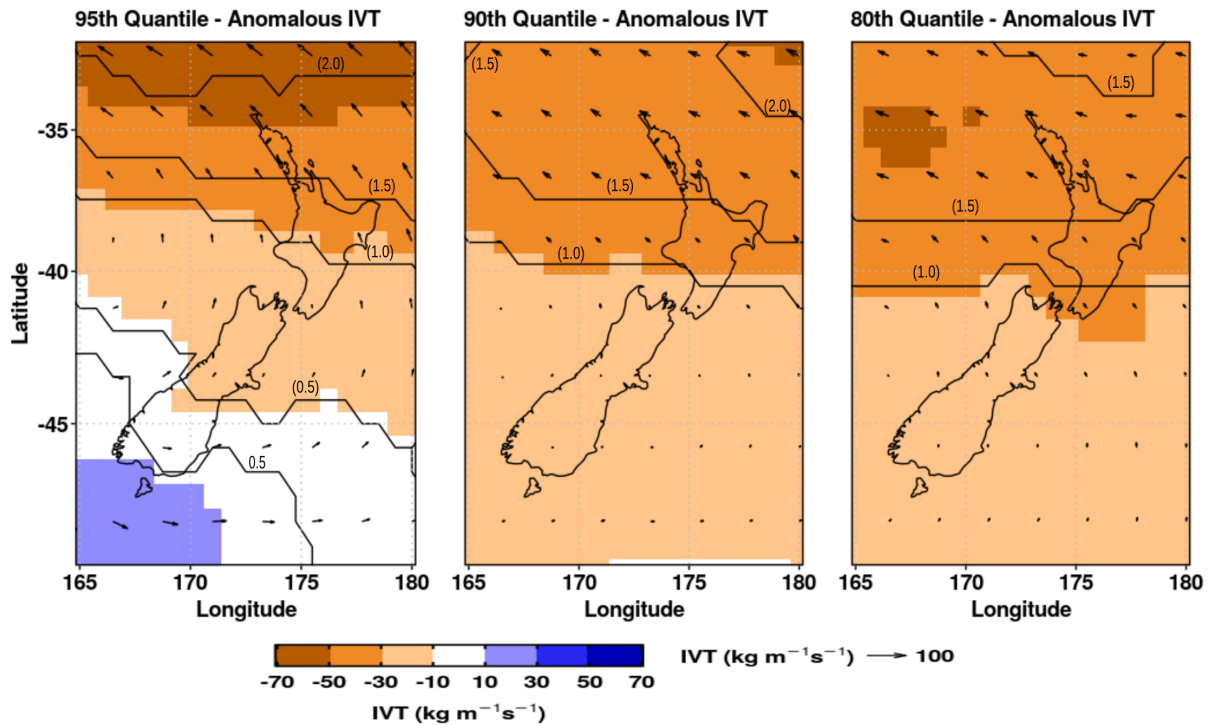 95th Quantile - Anomalous IVT
90th Quantile - Anomalous IVT
80th Quantile - Anomalous IVT
(2.0)
(1.5)
(2.0)
(1.5)
-35
(1.5)
(1.5)
(1.5)
(1.0)
(1.0)
(1.0)
-40
Latitude
(0.5)
-45
0.5
165 170 175 180
165 170 175 180
165 170 175 180
Longitude
Longitude
Longitude
-70 -50 -30 -10 10 30 50 70
IVT (kg m⁻¹s⁻¹)
IVT (kg m⁻¹s⁻¹) → 100